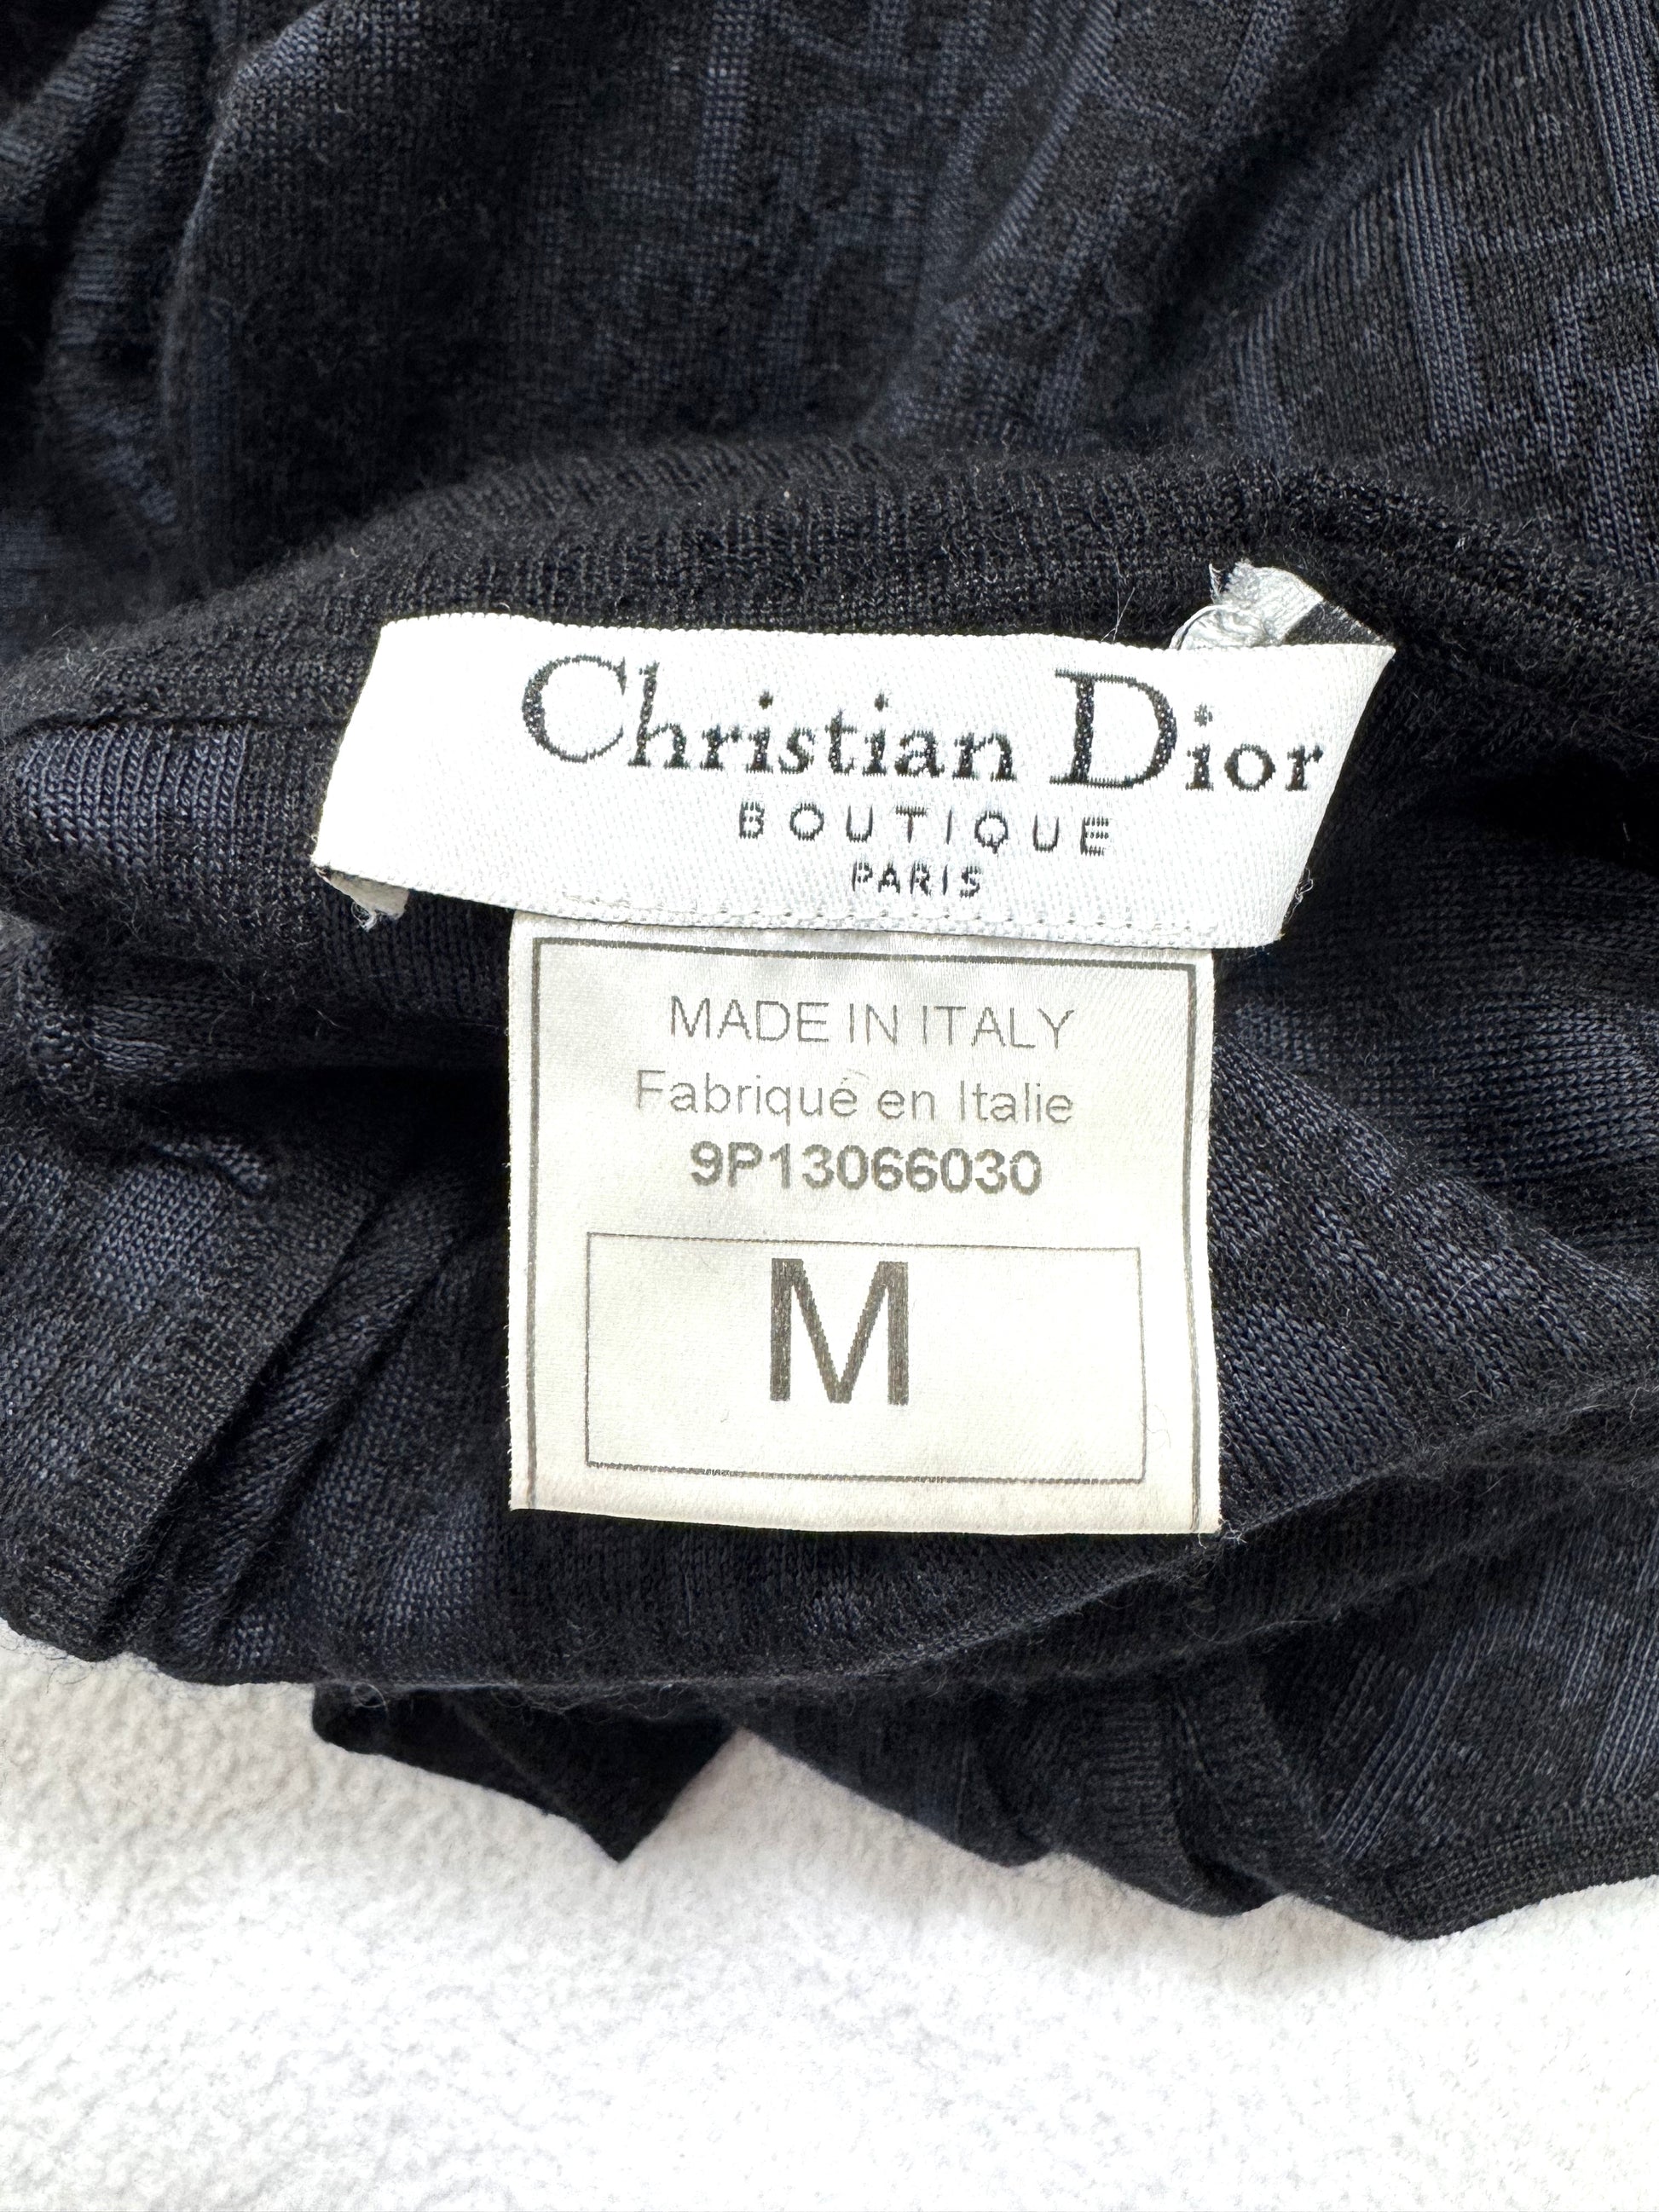 Christian Dior
BOUTIQUE
PARIS
MADE IN ITALY
Fabriqué en Italie
9P13066030
M